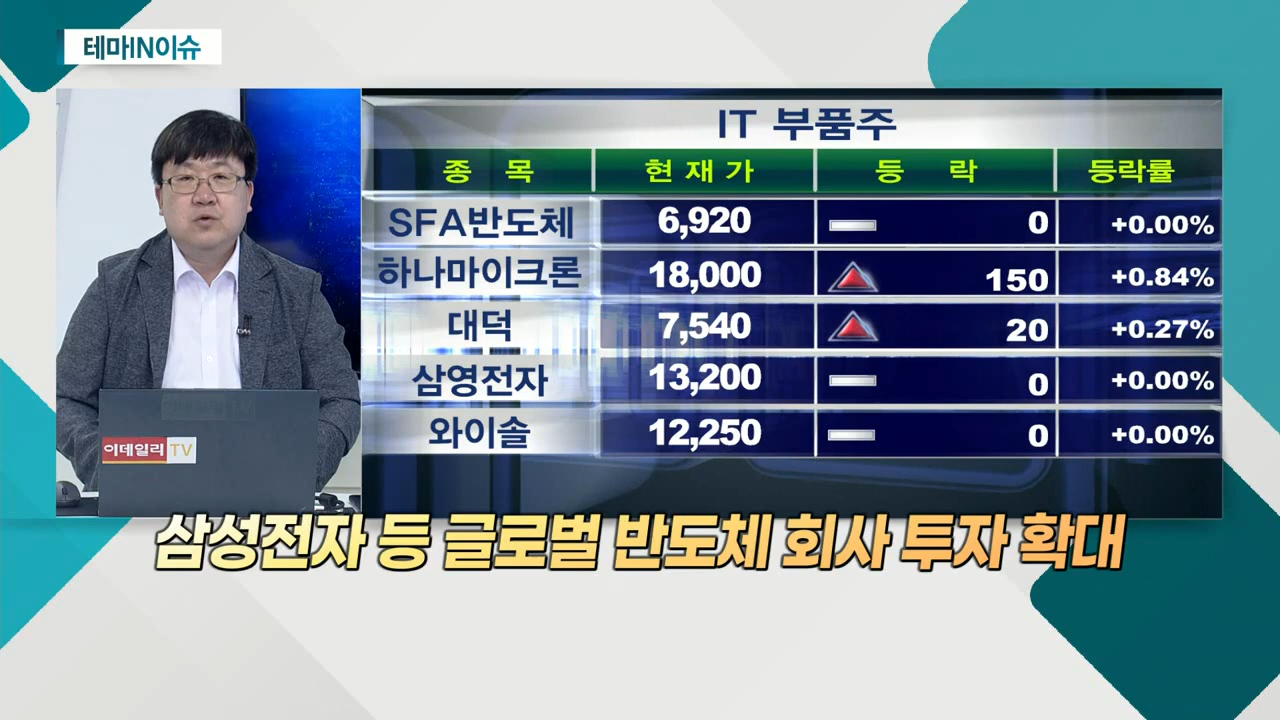 테마IN이슈
IT 부품주
종 목 현 재 가 등 락 등락률
SFA반도체 6,920 0 +0.00%
하나마이크론 18,000 150 +0.84%
대덕 7,540 20 +0.27%
삼영전자 13,200 0 +0.00%
와이솔 12,250 0 +0.00%
이데일리 TV
삼성전자 등 글로벌 반도체 회사 투자 확대